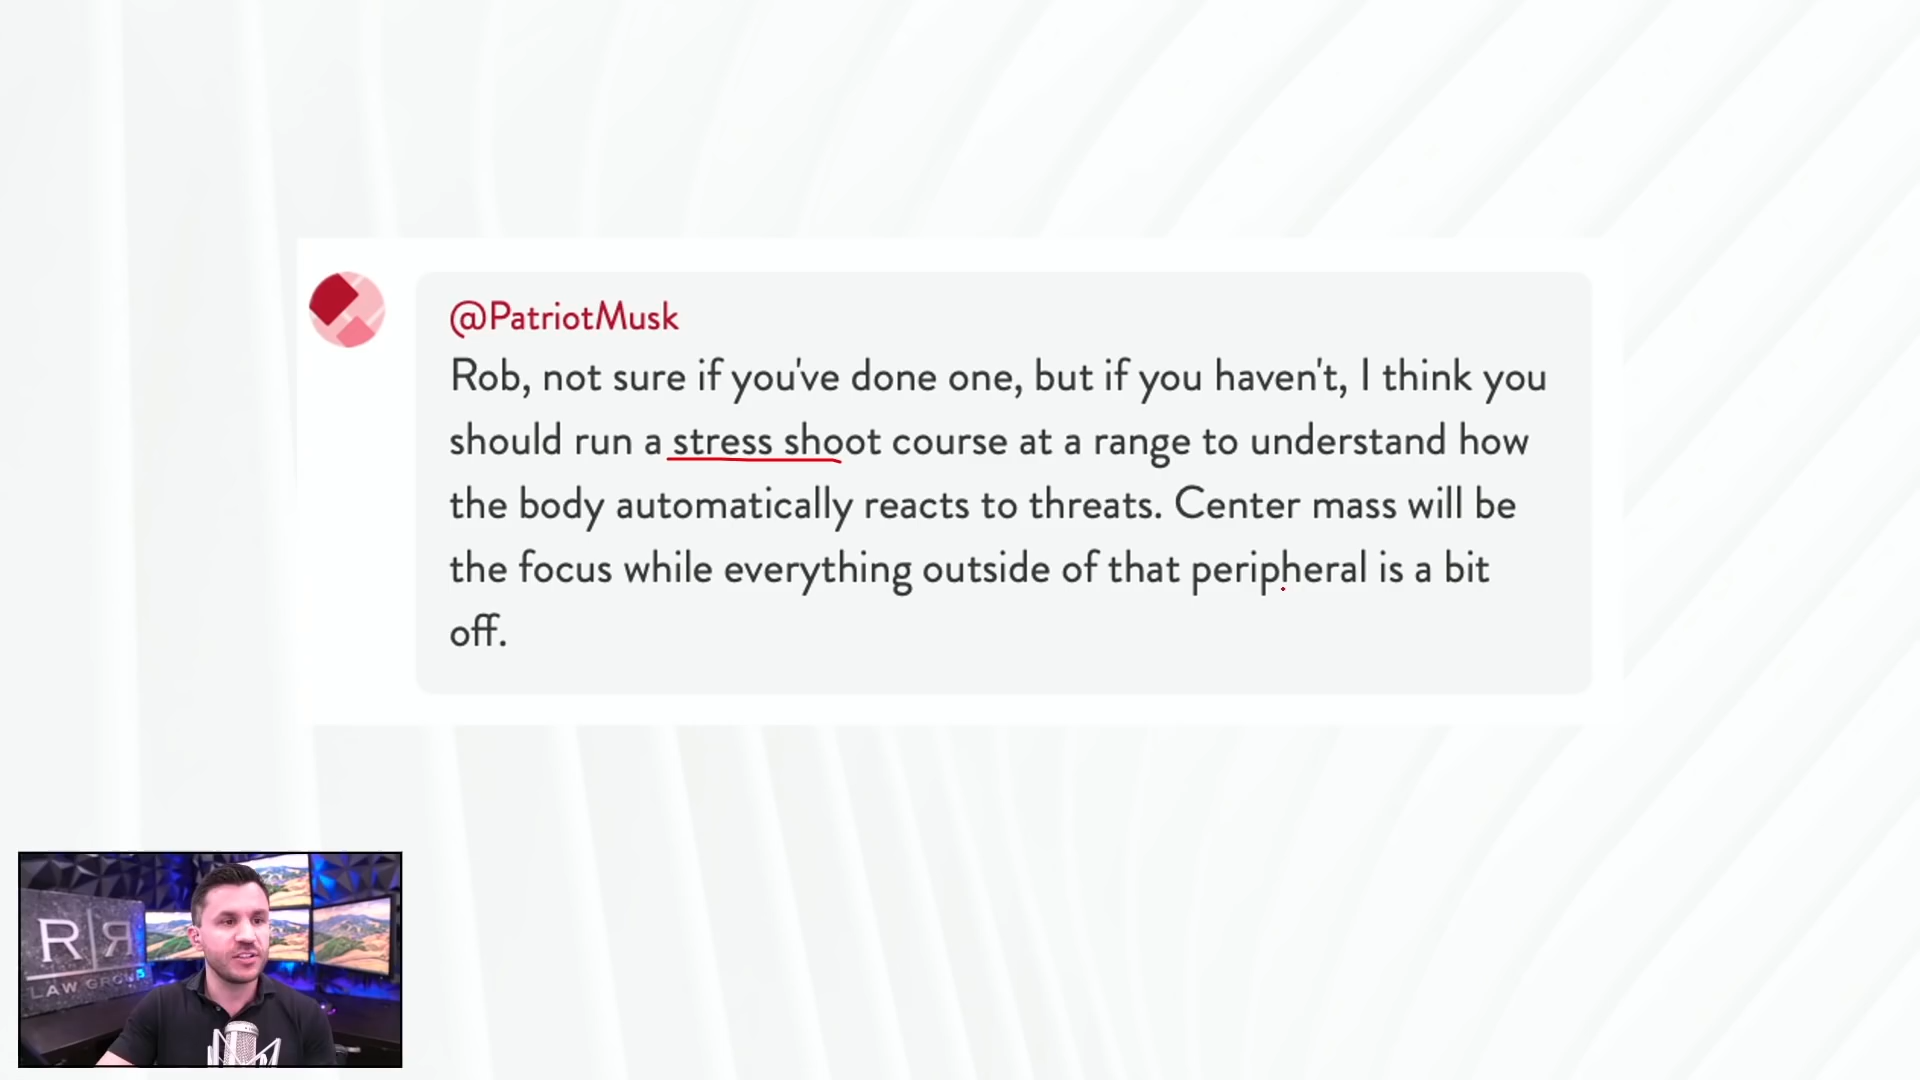 @PatriotMusk
Rob, not sure if you've done one, but if you haven't, I think you
should run a stress shoot course at a range to understand how
the body automatically reacts to threats. Center mass will be
the focus while everything outside of that peripheral is a bit
off.
R|Я
LAW GROUP